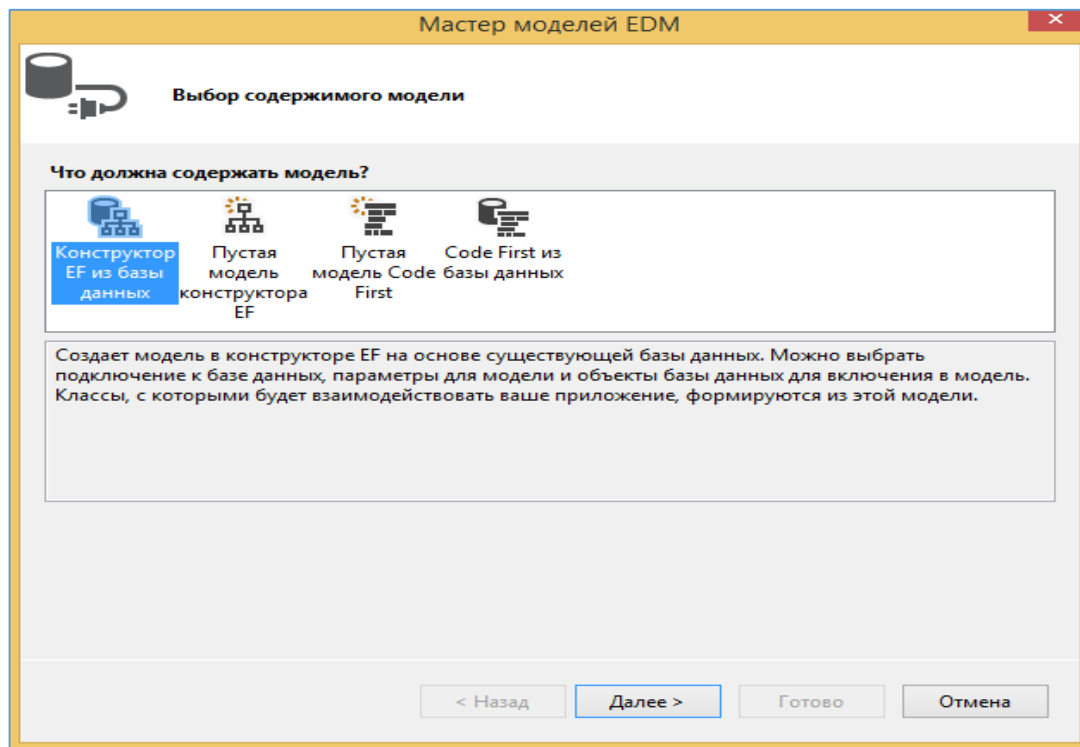 Мастер моделей EDM
Выбор содержимого модели
Что должна содержать модель?
Конструктор
EF из базы
данных
Пустая
модель
конструктора
EF
Пустая
модель Code
First
Code First из
базы данных
Создает модель в конструкторе EF на основе существующей базы данных. Можно выбрать
подключение к базе данных, параметры для модели и объекты базы данных для включения в модель.
Классы, с которыми будет взаимодействовать ваше приложение, формируются из этой модели.
< Назад
Далее >
Готово
Отмена